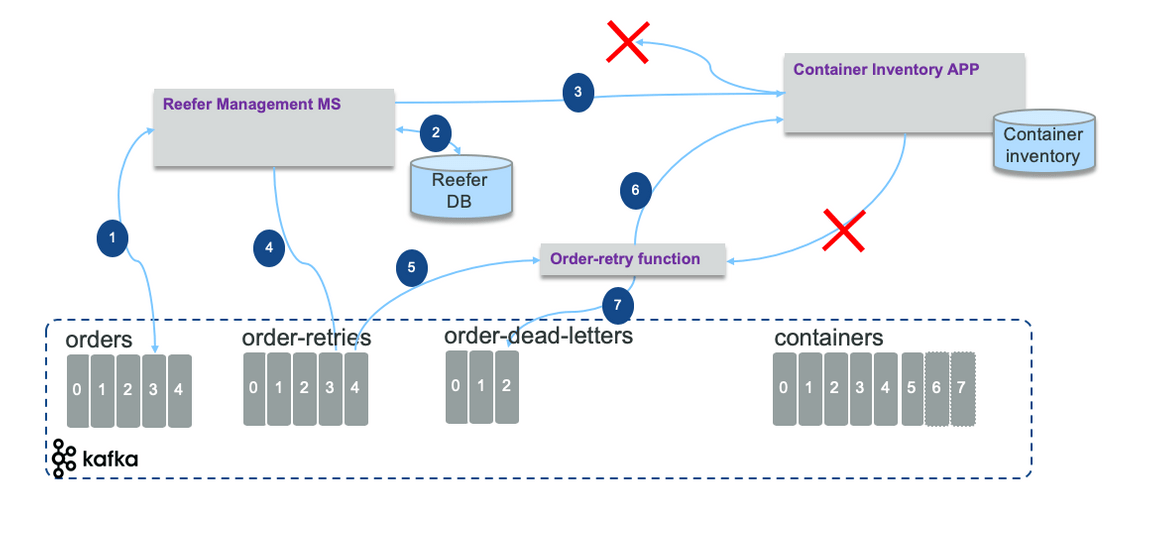 Container Inventory APP
3
Reefer Management MS
2
Container
inventory
Reefer
DB
6
1
4
5
Order-retry function
7
orders
order-retries
order-dead-letters
containers
0 1 2 3 4
0 1 2 3 4
0 1 2
0 1 2 3 4 5 6 7
kafka